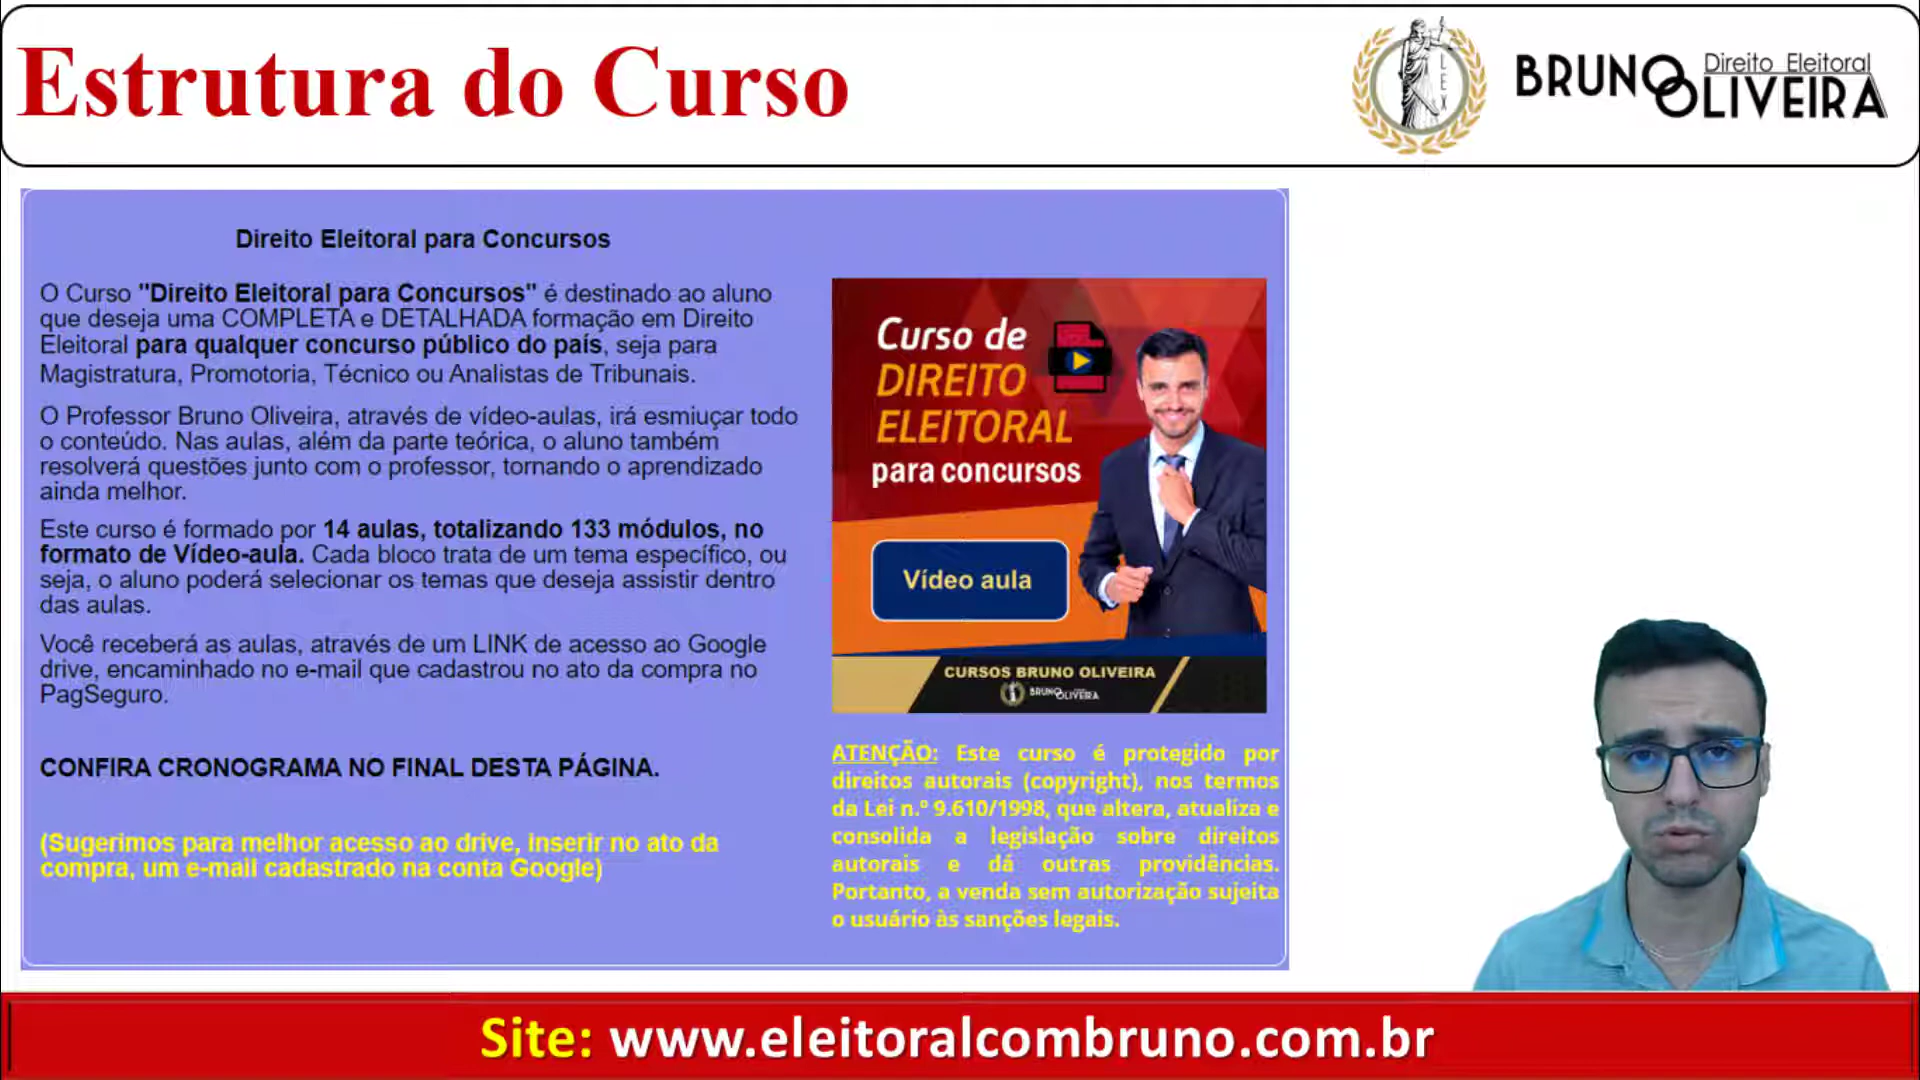 Estrutura do Curso
LEX
BRUNO OLIVEIRA
Direito Eleitoral
Direito Eleitoral para Concursos
O Curso "Direito Eleitoral para Concursos" é destinado ao aluno
que deseja uma COMPLETA e DETALHADA formação em Direito
Eleitoral para qualquer concurso público do país, seja para
Magistratura, Promotoria, Técnico ou Analistas de Tribunais.
O Professor Bruno Oliveira, através de vídeo-aulas, irá esmiuçar todo
o conteúdo. Nas aulas, além da parte teórica, o aluno também
resolverá questões junto com o professor, tornando o aprendizado
ainda melhor.
Este curso é formado por 14 aulas, totalizando 133 módulos, no
formato de Vídeo-aula. Cada bloco trata de um tema específico, ou
seja, o aluno poderá selecionar os temas que deseja assistir dentro
das aulas.
Você receberá as aulas, através de um LINK de acesso ao Google
drive, encaminhado no e-mail que cadastrou no ato da compra no
PagSeguro.
CONFIRA CRONOGRAMA NO FINAL DESTA PÁGINA.
(Sugerimos para melhor acesso ao drive, inserir no ato da
compra, um e-mail cadastrado na conta Google)
Curso de
DIREITO
ELEITORAL
para concursos
Vídeo aula
CURSOS BRUNO OLIVEIRA
BRUNO OLIVEIRA
ATENÇÃO: Este curso é protegido por
direitos autorais (copyright), nos termos
da Lei n.º 9.610/1998, que altera, atualiza e
consolida a legislação sobre direitos
autorais e dá outras providências.
Portanto, a venda sem autorização sujeita
o usuário às sanções legais.
Site: www.eleitoralcombruno.com.br